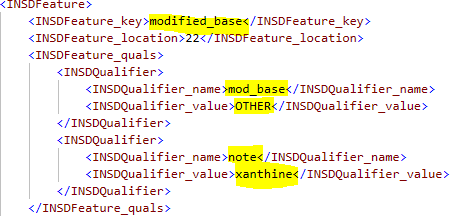 <INSDFeature>
<INSDFeature_key>modified_base</INSDFeature_key>
<INSDFeature_location>22</INSDFeature_location>
<INSDFeature_quals>
<INSDQualifier>
<INSDQualifier_name>mod_base</INSDQualifier_name>
<INSDQualifier_value>OTHER</INSDQualifier_value>
</INSDQualifier>
<INSDQualifier>
<INSDQualifier_name>note</INSDQualifier_name>
<INSDQualifier_value>xanthine</INSDQualifier_value>
</INSDQualifier>
</INSDFeature_quals>